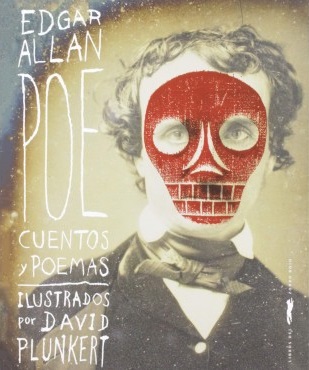 EDGAR
ALLAN
POE
CUENTOS
y POEMAS
ILUSTRADOS
por DAVID
PLUNKERT